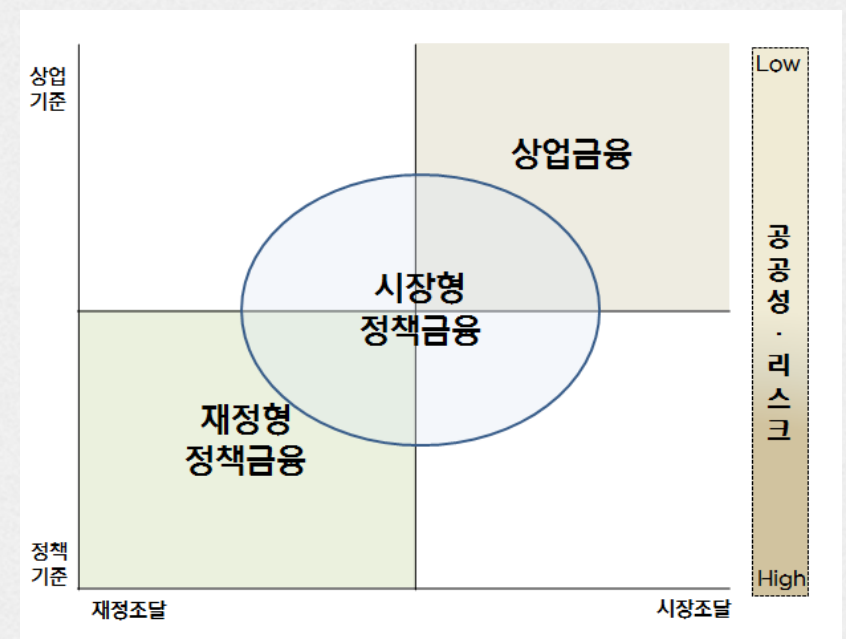 상업
기준
상업금융
시장형
정책금융
재정형
정책금융
정책
기준
재정조달
시장조달
Low
공
공
성
·
리
스
크
High